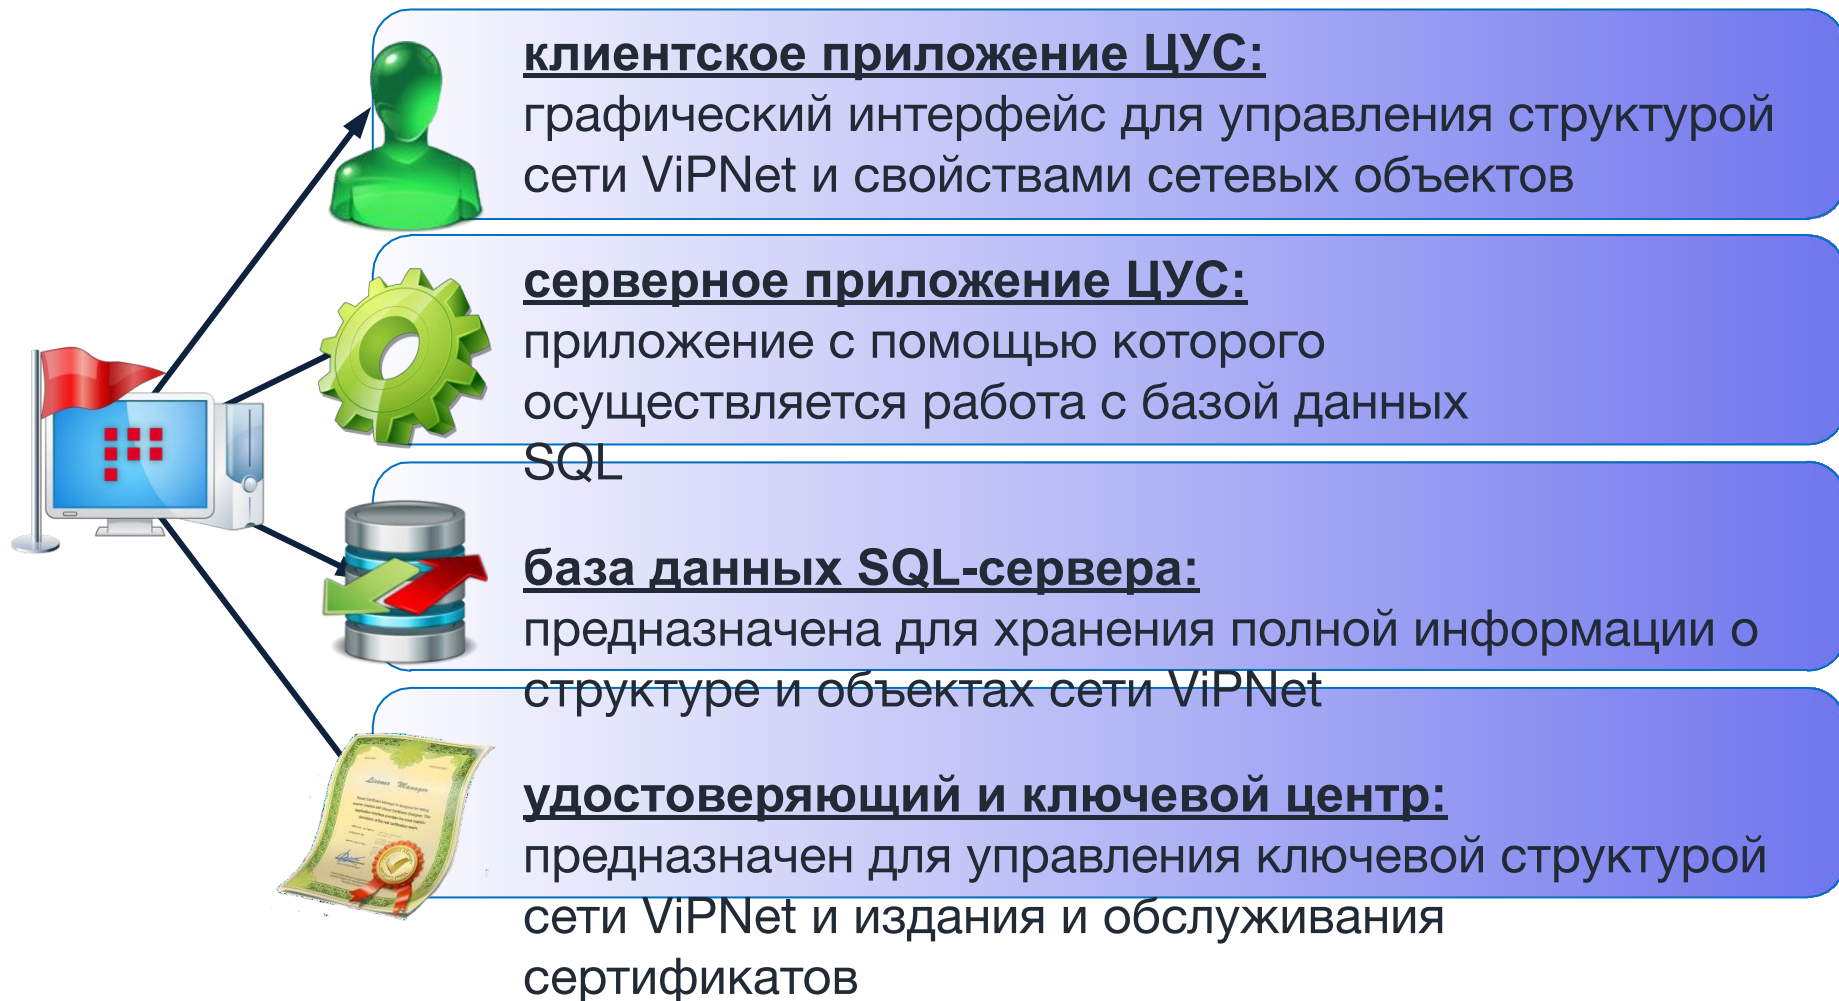 клиентское приложение ЦУС:
графический интерфейс для управления структурой
сети ViPNet и свойствами сетевых объектов
серверное приложение ЦУС:
приложение с помощью которого
осуществляется работа с базой данных
SQL
база данных SQL-сервера:
предназначена для хранения полной информации о
структуре и объектах сети ViPNet
удостоверяющий и ключевой центр:
предназначен для управления ключевой структурой
сети ViPNet и издания и обслуживания
сертификатов
License Manager